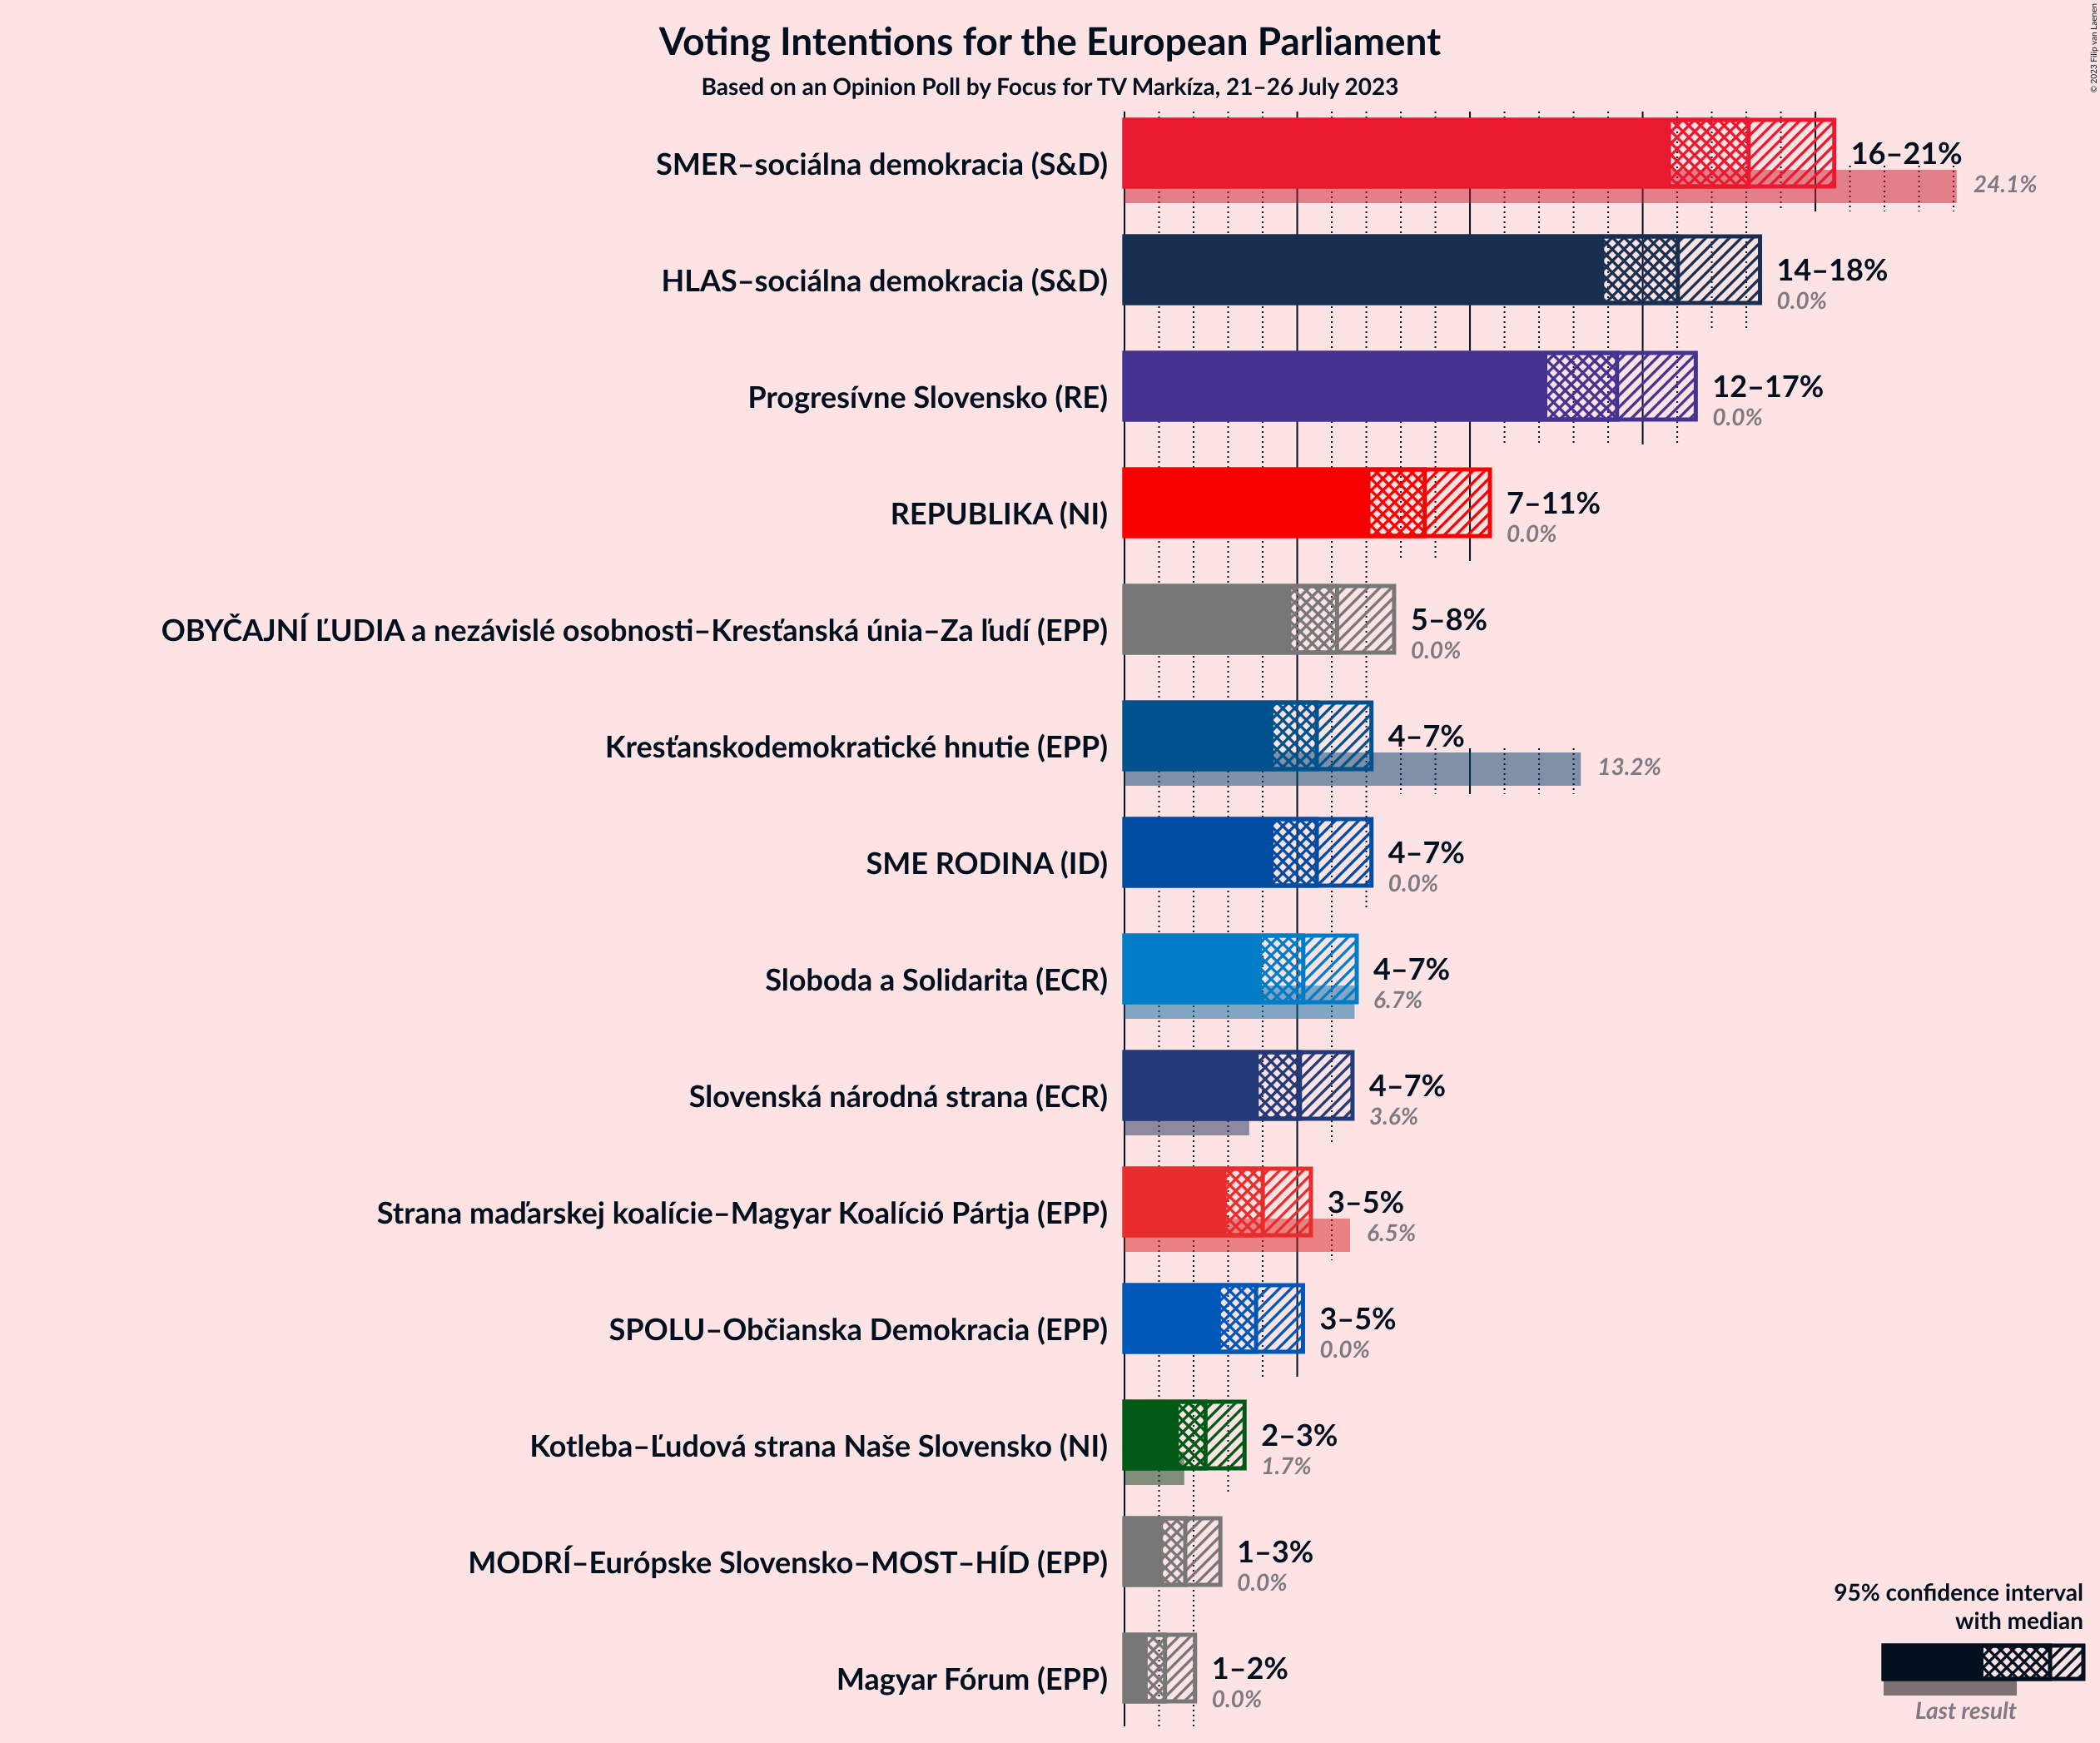 Voting Intentions for the European Parliament
Based on an Opinion Poll by Focus for TV Markíza, 21–26 July 2023
© 2023 Filip van Laenen
SMER–sociálna demokracia (S&D)
16–21%
24.1%
HLAS–sociálna demokracia (S&D)
14–18%
0.0%
Progresívne Slovensko (RE)
12–17%
0.0%
REPUBLIKA (NI)
7–11%
0.0%
OBYČAJNÍ ĽUDIA a nezávislé osobnosti–Kresťanská únia–Za ľudí (EPP)
5–8%
0.0%
Kresťanskodemokratické hnutie (EPP)
4–7%
13.2%
SME RODINA (ID)
4–7%
0.0%
Sloboda a Solidarita (ECR)
4–7%
6.7%
Slovenská národná strana (ECR)
4–7%
3.6%
Strana maďarskej koalície–Magyar Koalíció Pártja (EPP)
3–5%
6.5%
SPOLU–Občianska Demokracia (EPP)
3–5%
0.0%
Kotleba–Ľudová strana Naše Slovensko (NI)
2–3%
1.7%
MODRÍ–Európske Slovensko–MOST–HÍD (EPP)
1–3%
0.0%
Magyar Fórum (EPP)
1–2%
0.0%
95% confidence interval
with median
Last result